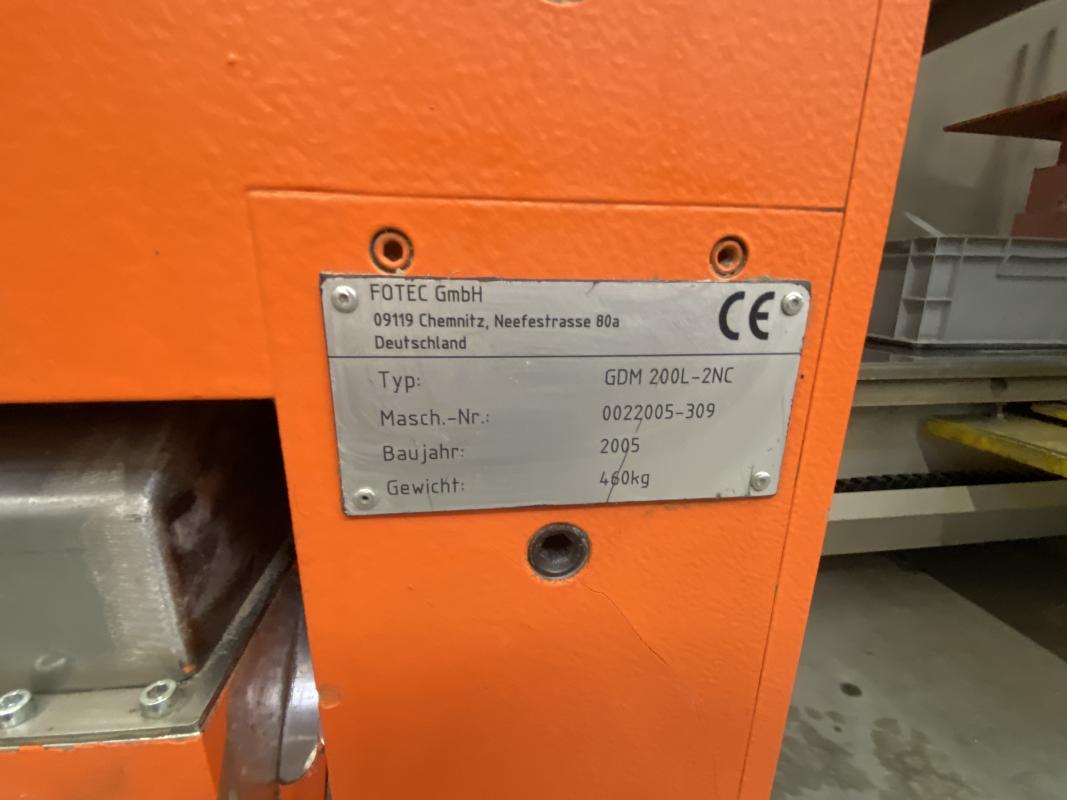 FOTEC GmbH
09119 Chemnitz, Neefestrasse 80a
Deutschland
CE
Typ: GDM 200L-2NC
Masch.-Nr.: 0022005-309
Baujahr: 2005
Gewicht: 460kg